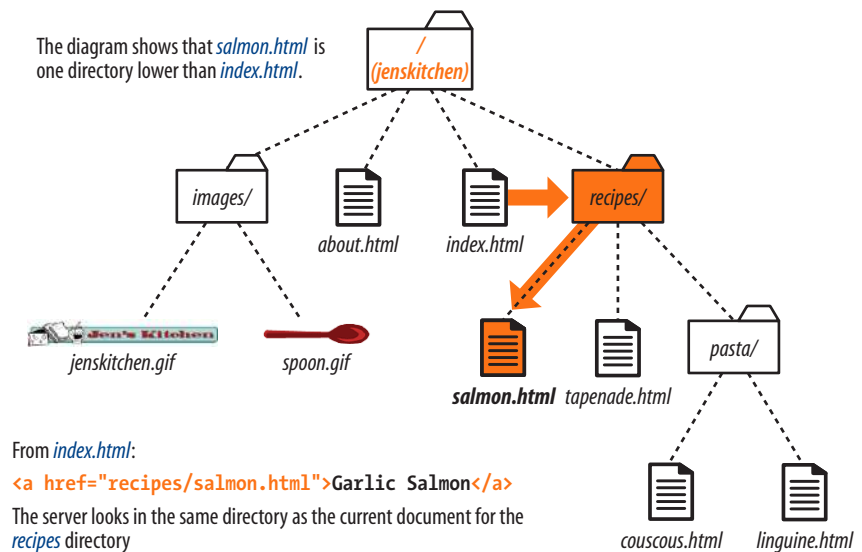 The diagram shows that salmon.html is
one directory lower than index.html.
/
(jenskitchen)
images/
about.html
index.html
recipes/
Jen's Kitchen
jenskitchen.gif
spoon.gif
salmon.html
tapenade.html
pasta/
couscous.html
linguine.html
From index.html:
<a href="recipes/salmon.html">Garlic Salmon</a>
The server looks in the same directory as the current document for the
recipes directory